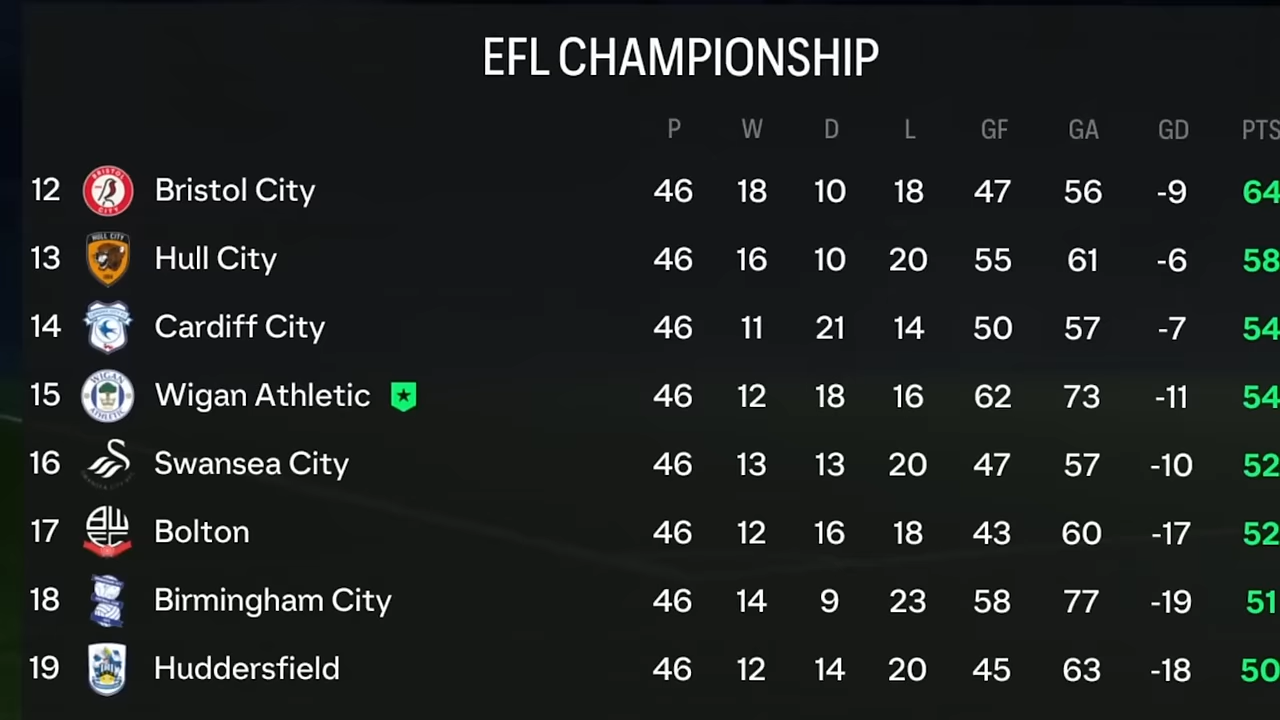 EFL CHAMPIONSHIP
P W D L GF GA GD PTS
12 Bristol City 46 18 10 18 47 56 -9 64
13 Hull City 46 16 10 20 55 61 -6 58
14 Cardiff City 46 11 21 14 50 57 -7 54
15 Wigan Athletic 46 12 18 16 62 73 -11 54
16 Swansea City 46 13 13 20 47 57 -10 52
17 Bolton 46 12 16 18 43 60 -17 52
18 Birmingham City 46 14 9 23 58 77 -19 51
19 Huddersfield 46 12 14 20 45 63 -18 50